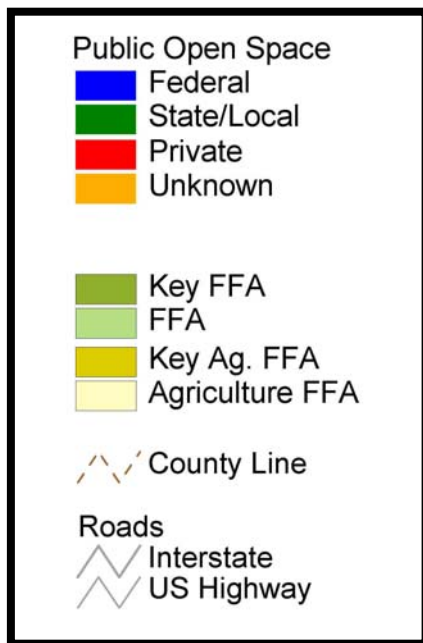 Public Open Space
Federal
State/Local
Private
Unknown
Key FFA
FFA
Key Ag. FFA
Agriculture FFA
County Line
Roads
Interstate
US Highway